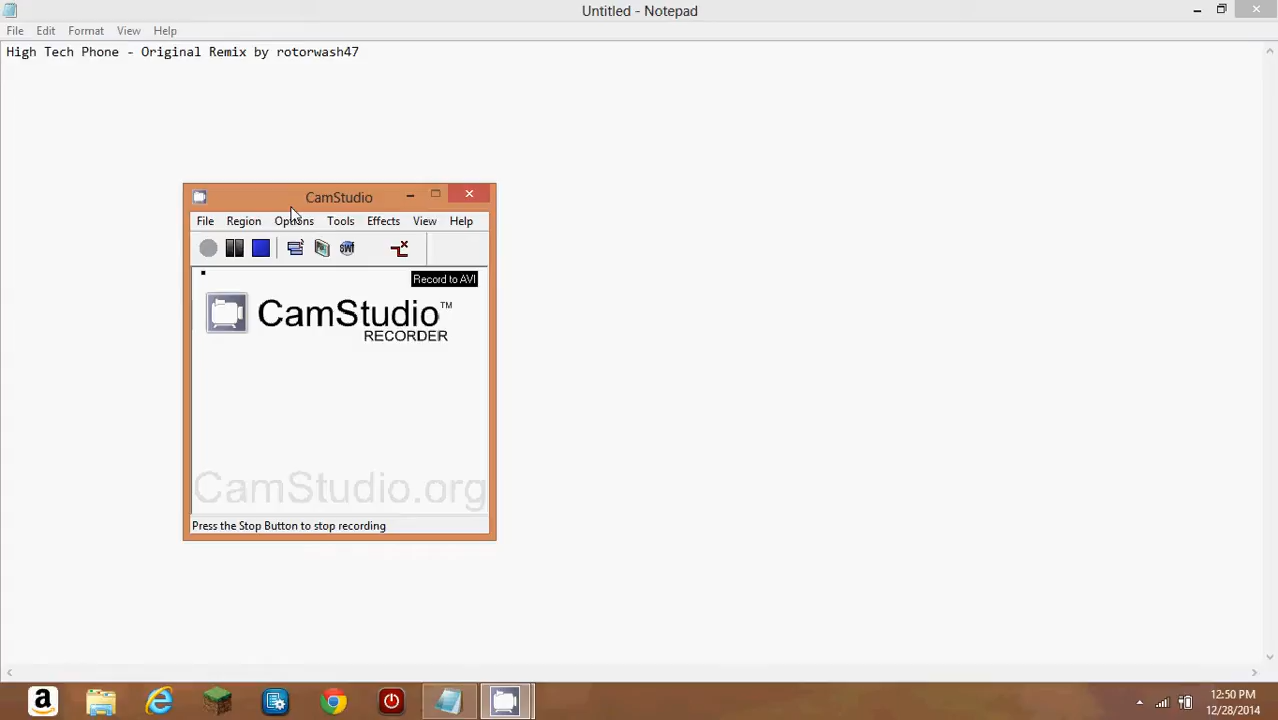 Untitled - Notepad
File Edit Format View Help
High Tech Phone - Original Remix by rotorwash47
CamStudio
File Region Options Tools Effects View Help
SWF
Record to AVI
CamStudio™
RECORDER
CamStudio.org
Press the Stop Button to stop recording
a
12:50 PM
12/28/2014